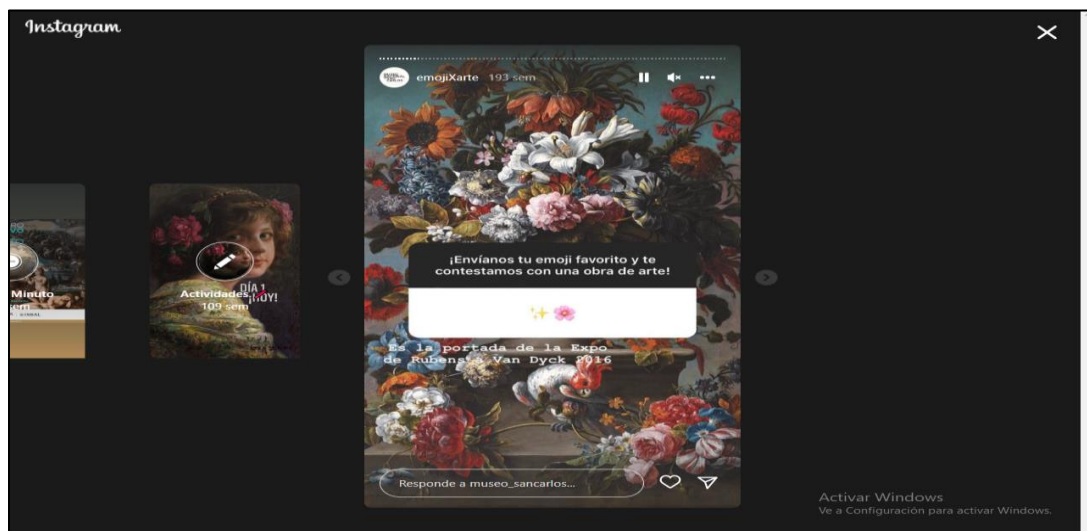 Instagram
emojiXarte 193 sem
¡Envíanos tu emoji favorito y te
contestamos con una obra de arte!
Es la portada de la Expo
de Rubens a Van Dyck 2016
Minuto
DÍA 1
¡HOY!
Actividades...
109 sem
Responde a museo_sancarlos...
Activar Windows
Ve a Configuración para activar Windows.